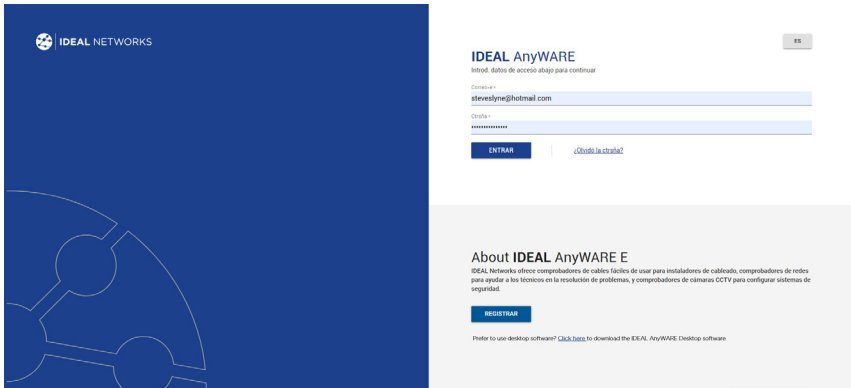 IDEAL NETWORKS
ES
IDEAL AnyWARE
Introd. datos de acceso abajo para continuar
Correo-e *
steveslyne@hotmail.com
Ctrsña *
•••••••••••••••
ENTRAR
¿Olvidó la ctrsña?
About IDEAL AnyWARE E
IDEAL Networks ofrece comprobadores de cables fáciles de usar para instaladores de cableado, comprobadores de redes
para ayudar a los técnicos en la resolución de problemas, y comprobadores de cámaras CCTV para configurar sistemas de
seguridad.
REGISTRAR
Prefer to use desktop software? Click here to download the IDEAL AnyWARE Desktop software